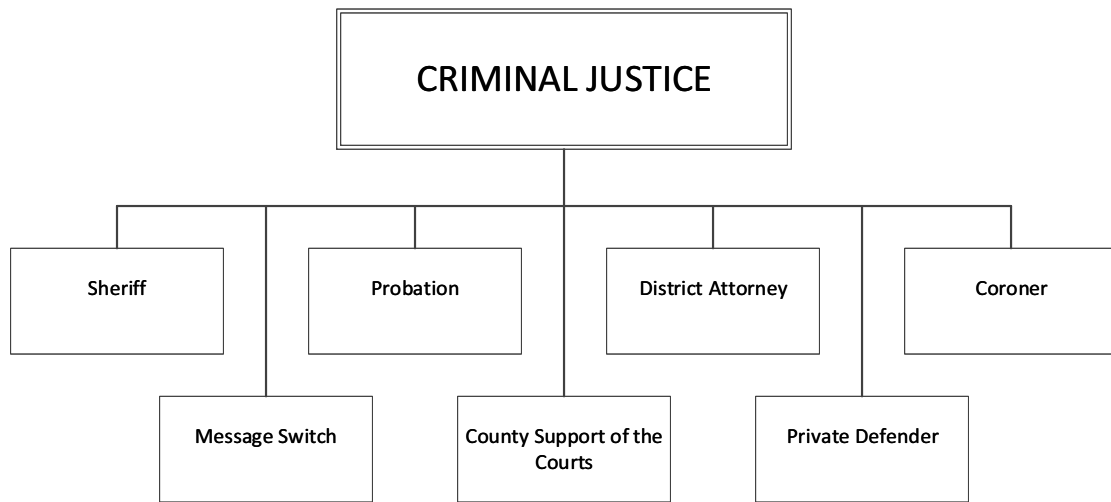 CRIMINAL JUSTICE
Sheriff
Probation
District Attorney
Coroner
Message Switch
County Support of the
Courts
Private Defender